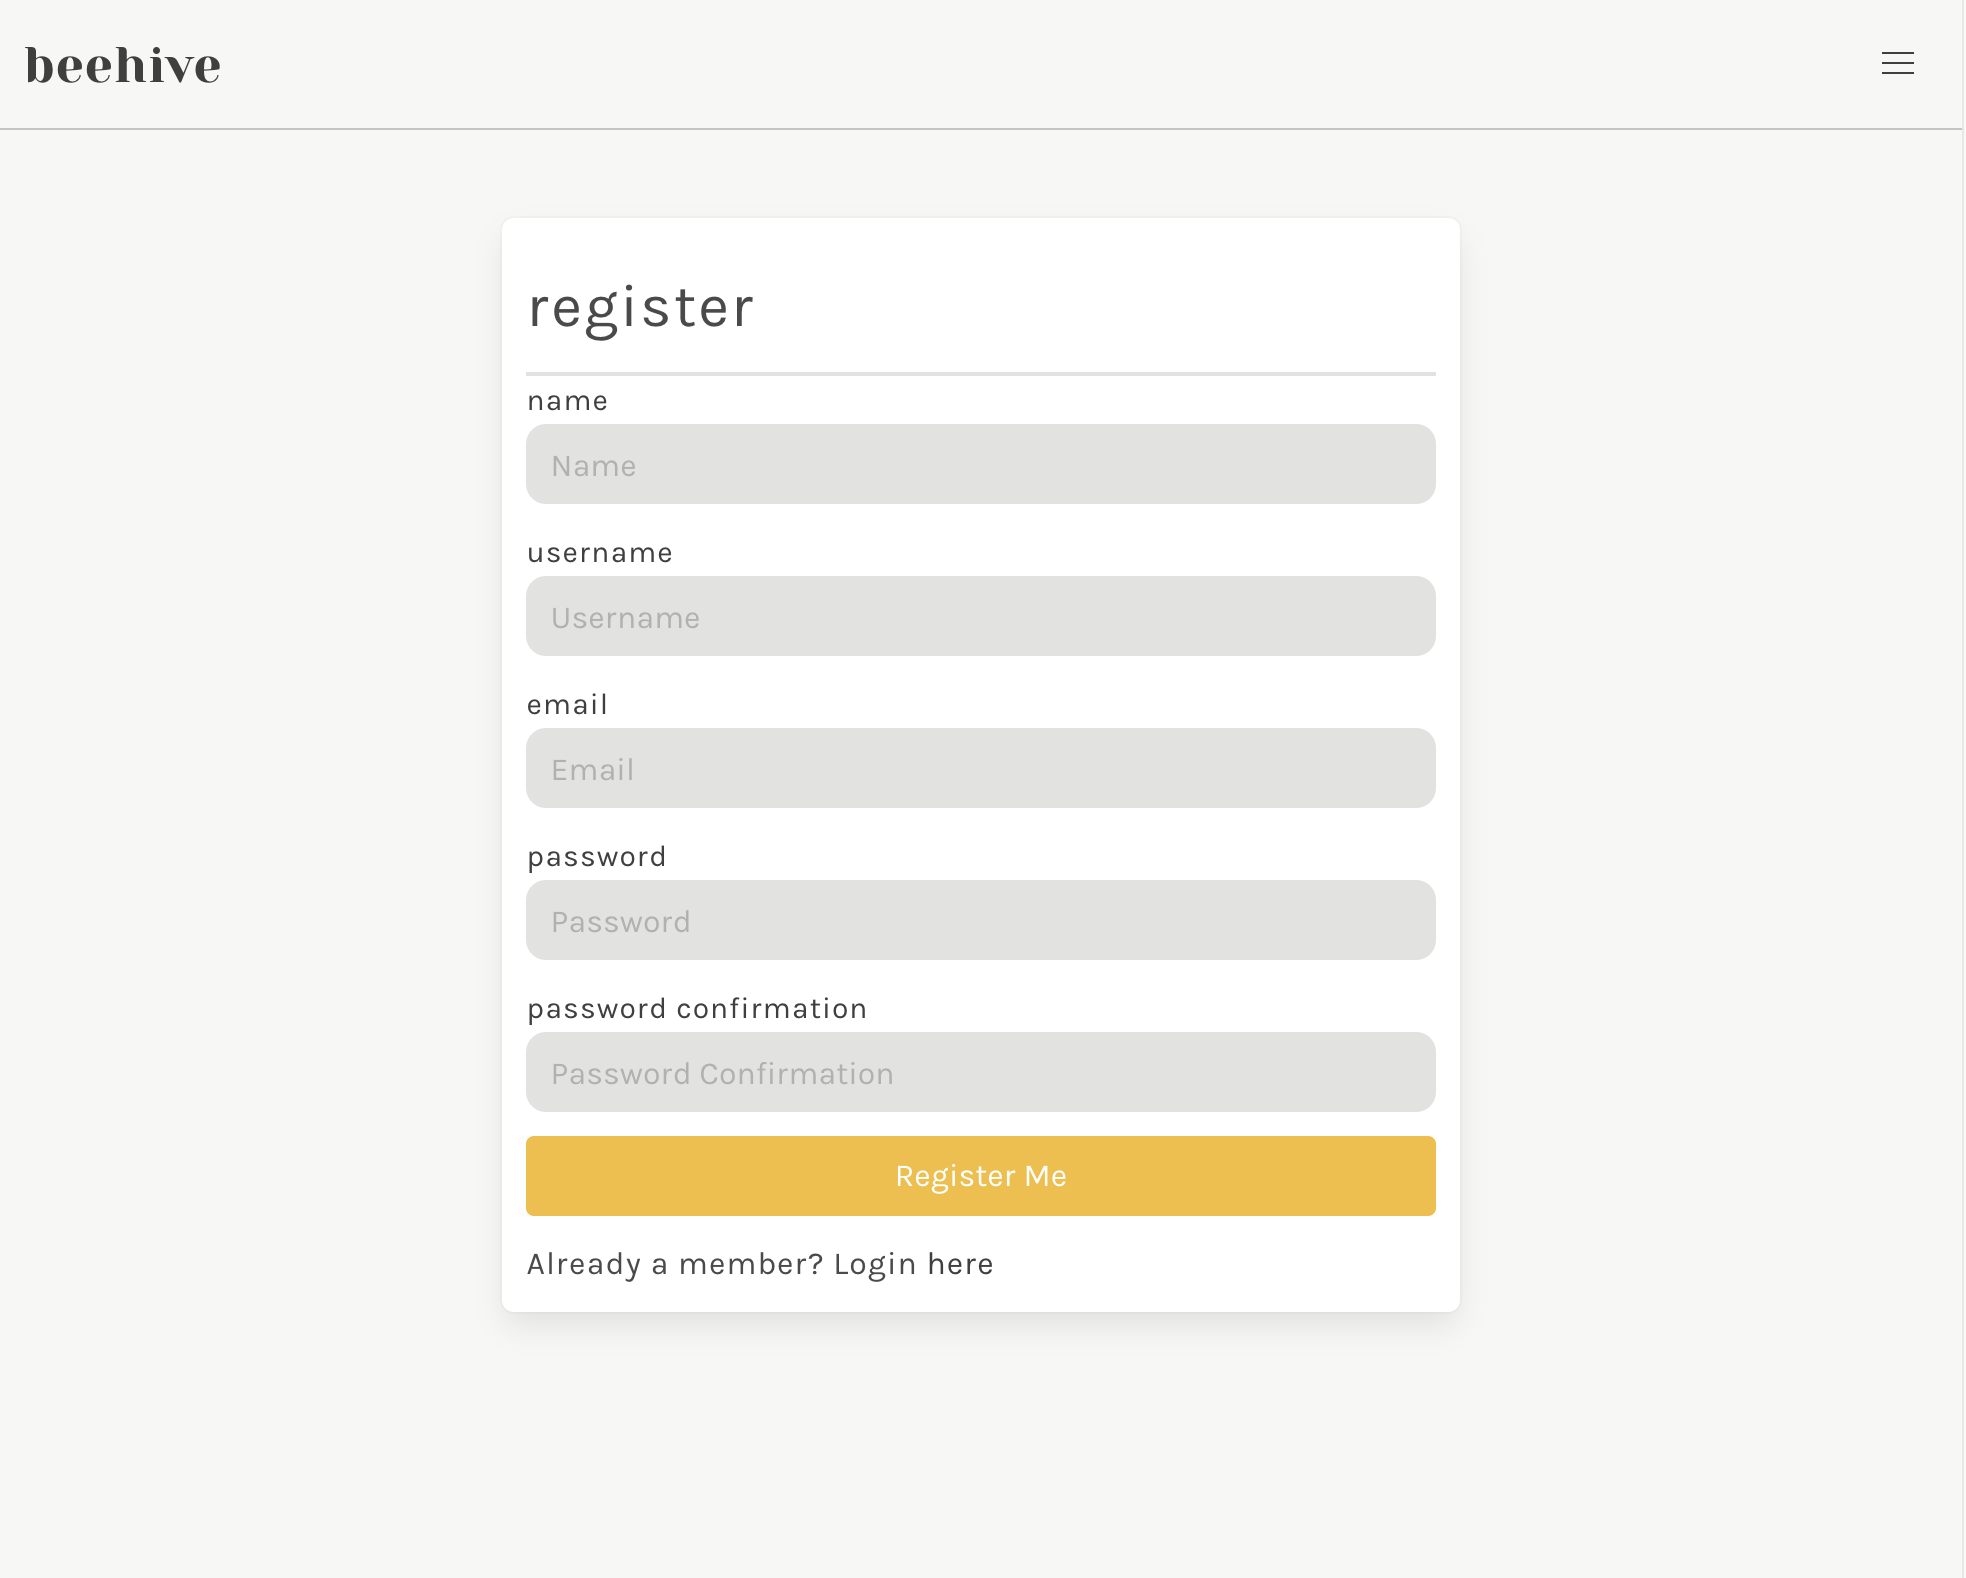 beehive
register
name
Name
username
Username
email
Email
password
Password
password confirmation
Password Confirmation
Register Me
Already a member? Login here